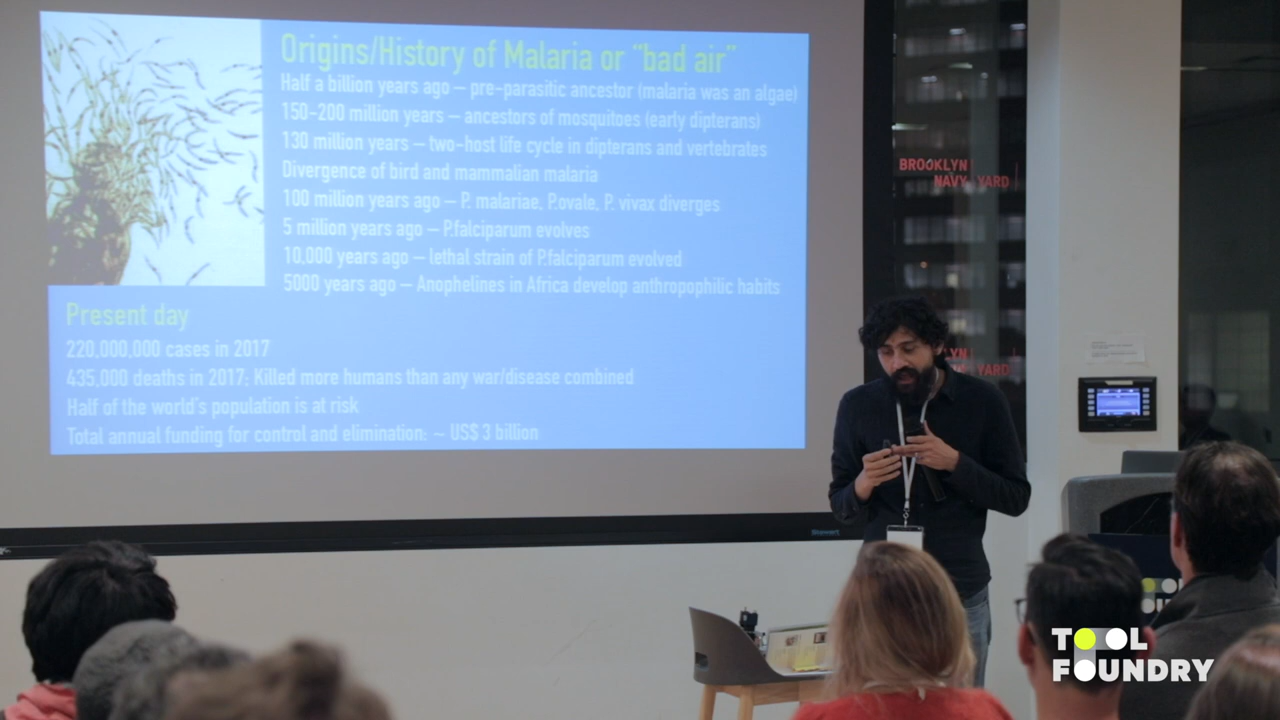 Origins/History of Malaria or "bad air"
Half a billion years ago – pre-parasitic ancestor (malaria was an algae)
150-200 million years – ancestors of mosquitoes (early dipterans)
130 million years – two-host life cycle in dipterans and vertebrates
Divergence of bird and mammalian malaria
100 million years ago – P. malariae, P.ovale, P. vivax diverges
5 million years ago – P.falciparum evolves
10,000 years ago – lethal strain of P.falciparum evolved
5000 years ago – Anophelines in Africa develop anthropophilic habits
Present day
220,000,000 cases in 2017
435,000 deaths in 2017; Killed more humans than any war/disease combined
Half of the world's population is at risk
Total annual funding for control and elimination: ~ US$ 3 billion
BROOKLYN
NAVY YARD
YARD
TOOL
FOUNDRY